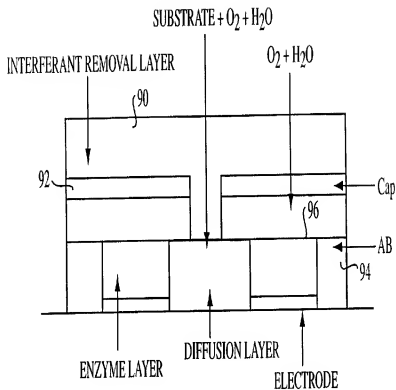 SUBSTRATE + O2 + H2O
O2 + H2O
INTERFERANT REMOVAL LAYER
90
92
Cap
96
AB
94
ENZYME LAYER
DIFFUSION LAYER
ELECTRODE